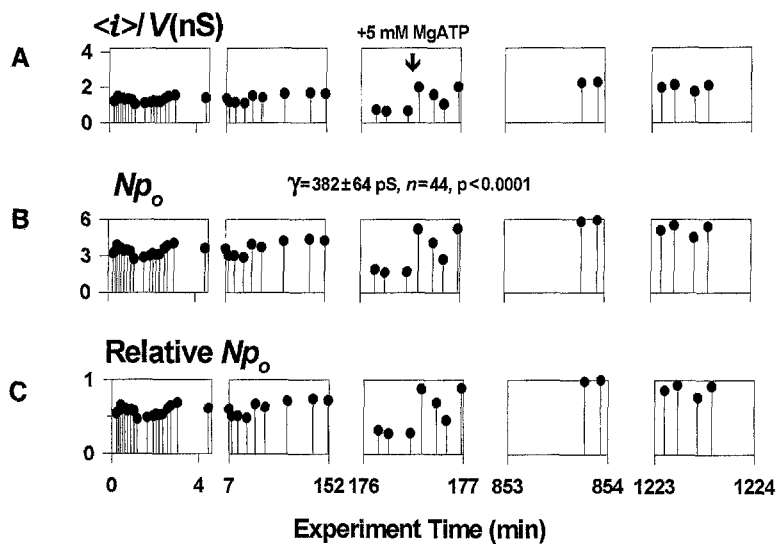 <i>/ V(nS)
+5 mM MgATP
A
4
2
0
Npo
γ=382±64 pS, n=44, p<0.0001
B
6
3
0
Relative Npo
C
1
0
0 4 7 152 176 177 853 854 1223 1224
Experiment Time (min)